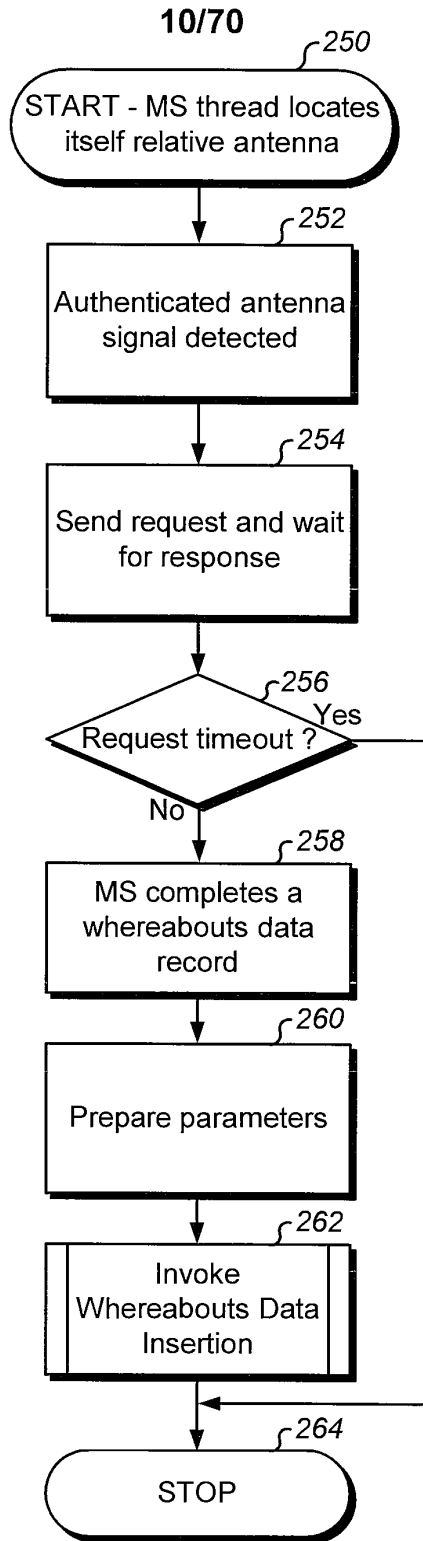 10/70
250
START - MS thread locates
itself relative antenna
252
Authenticated antenna
signal detected
254
Send request and wait
for response
256
Request timeout ?
Yes
No
258
MS completes a
whereabouts data
record
260
Prepare parameters
262
Invoke
Whereabouts Data
Insertion
264
STOP